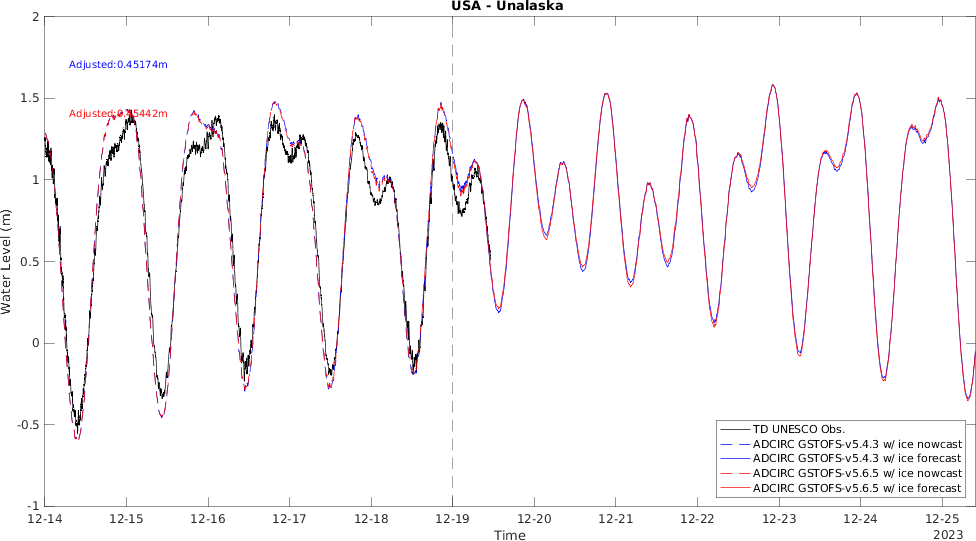 USA - Unalaska
2
1.5
1
0.5
0
-0.5
-1
Water Level (m)
Adjusted:0.45174m
Adjusted:0.45442m
TD UNESCO Obs.
ADCIRC GSTOFS-v5.4.3 w/ ice nowcast
ADCIRC GSTOFS-v5.4.3 w/ ice forecast
ADCIRC GSTOFS-v5.6.5 w/ ice nowcast
ADCIRC GSTOFS-v5.6.5 w/ ice forecast
12-14 12-15 12-16 12-17 12-18 12-19 12-20 12-21 12-22 12-23 12-24 12-25
Time
2023